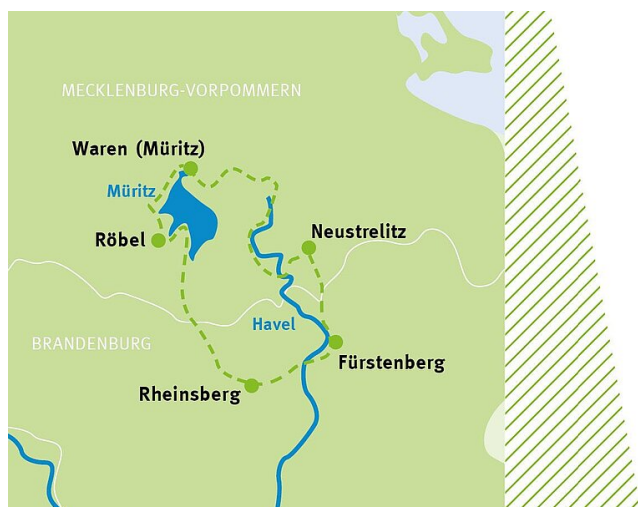 MECKLENBURG-VORPOMMERN
Waren (Müritz)
Müritz
Röbel
Neustrelitz
Havel
BRANDENBURG
Fürstenberg
Rheinsberg